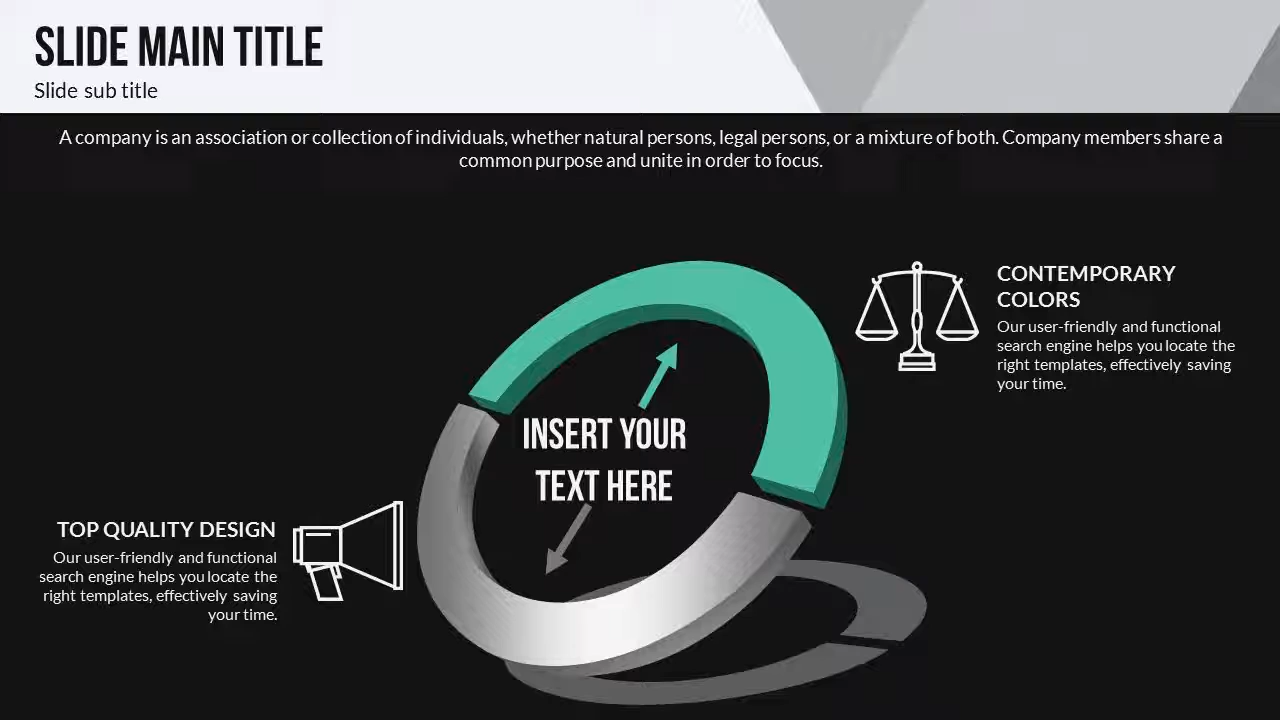 SLIDE MAIN TITLE
Slide sub title
A company is an association or collection of individuals, whether natural persons, legal persons, or a mixture of both. Company members share a
common purpose and unite in order to focus.
CONTEMPORARY
COLORS
Our user-friendly and functional
search engine helps you locate the
right templates, effectively saving
your time.
INSERT YOUR
TEXT HERE
TOP QUALITY DESIGN
Our user-friendly and functional
search engine helps you locate the
right templates, effectively saving
your time.